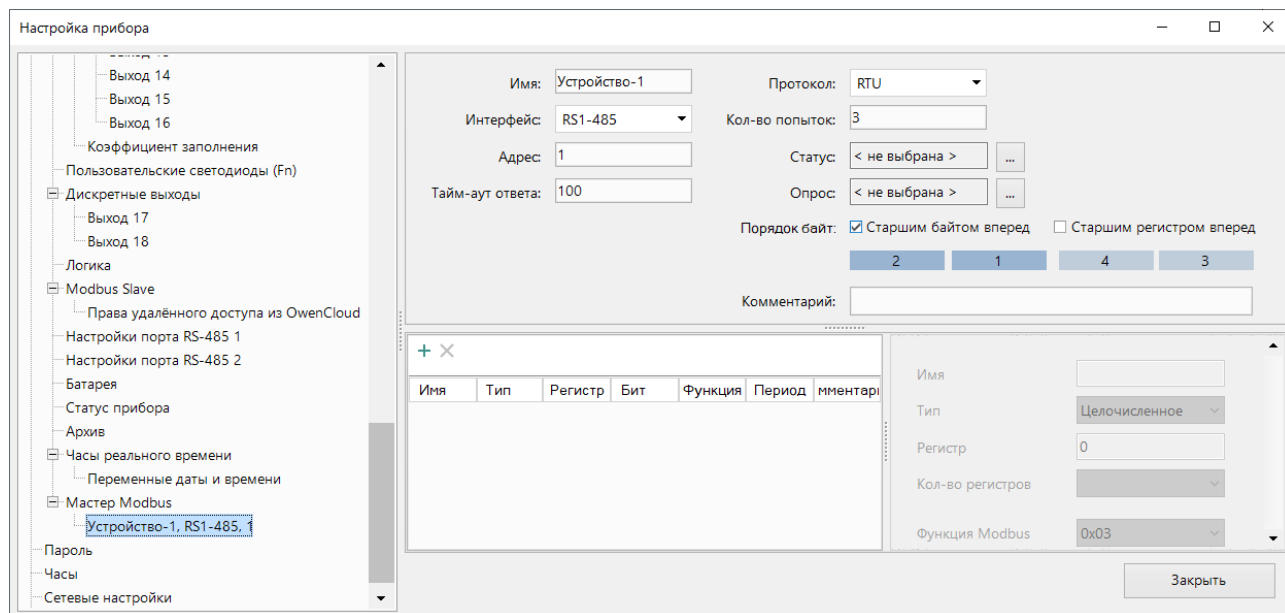 Настройка прибора
Выход 14
Выход 15
Выход 16
Коэффициент заполнения
Пользовательские светодиоды (Fn)
Дискретные выходы
Выход 17
Выход 18
Логика
Modbus Slave
Права удалённого доступа из OwenCloud
Настройки порта RS-485 1
Настройки порта RS-485 2
Батарея
Статус прибора
Архив
Часы реального времени
Переменные даты и времени
Мастер Modbus
Устройство-1, RS1-485, 1
Пароль
Часы
Сетевые настройки
Имя: Устройство-1 Протокол: RTU
Интерфейс: RS1-485 Кол-во попыток: 3
Адрес: 1 Статус: < не выбрана > ...
Тайм-аут ответа: 100 Опрос: < не выбрана > ...
Порядок байт: Старшим байтом вперед Старшим регистром вперед
2 1 4 3
Комментарий:
Имя Тип Регистр Бит Функция Период мментари
Имя
Тип Целочисленное
Регистр 0
Кол-во регистров
Функция Modbus 0x03
Закрыть